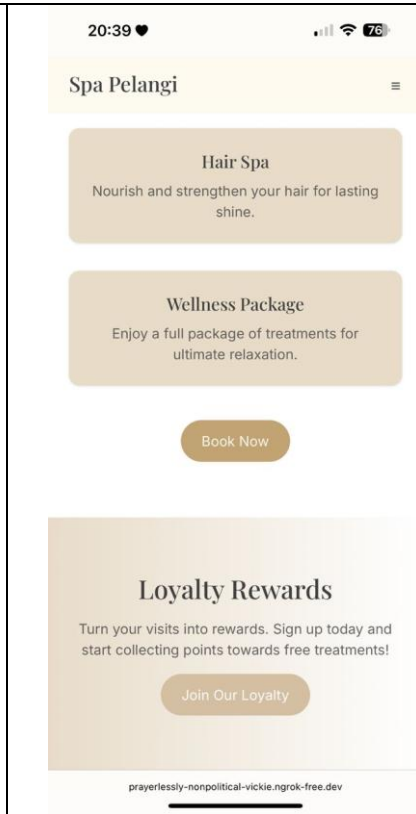 20:39
76
Spa Pelangi
Hair Spa
Nourish and strengthen your hair for lasting
shine.
Wellness Package
Enjoy a full package of treatments for
ultimate relaxation.
Book Now
Loyalty Rewards
Turn your visits into rewards. Sign up today and
start collecting points towards free treatments!
Join Our Loyalty
prayerlessly-nonpolitical-vickie.ngrok-free.dev